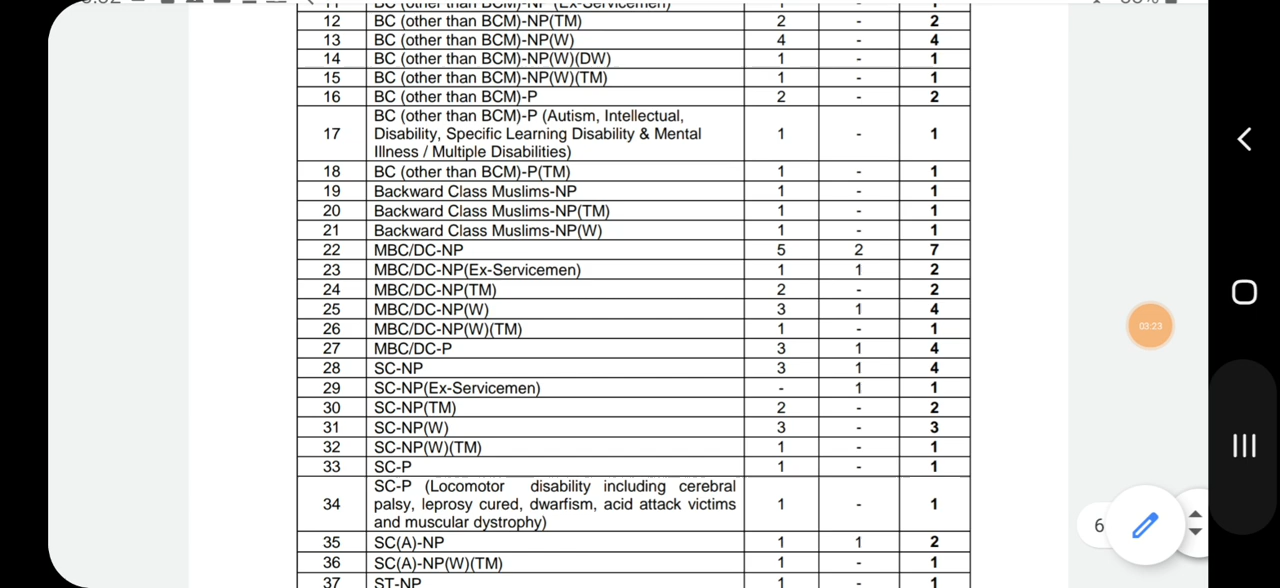 11 BC (other than BCM)-NP (Ex-Servicemen) 1 - 1
12 BC (other than BCM)-NP(TM) 2 - 2
13 BC (other than BCM)-NP(W) 4 - 4
14 BC (other than BCM)-NP(W)(DW) 1 - 1
15 BC (other than BCM)-NP(W)(TM) 1 - 1
16 BC (other than BCM)-P 2 - 2
17 BC (other than BCM)-P (Autism, Intellectual,
Disability, Specific Learning Disability & Mental
Illness / Multiple Disabilities) 1 - 1
18 BC (other than BCM)-P(TM) 1 - 1
19 Backward Class Muslims-NP 1 - 1
20 Backward Class Muslims-NP(TM) 1 - 1
21 Backward Class Muslims-NP(W) 1 - 1
22 MBC/DC-NP 5 2 7
23 MBC/DC-NP(Ex-Servicemen) 1 1 2
24 MBC/DC-NP(TM) 2 - 2
25 MBC/DC-NP(W) 3 1 4
26 MBC/DC-NP(W)(TM) 1 - 1
27 MBC/DC-P 3 1 4
28 SC-NP 3 1 4
29 SC-NP(Ex-Servicemen) - 1 1
30 SC-NP(TM) 2 - 2
31 SC-NP(W) 3 - 3
32 SC-NP(W)(TM) 1 - 1
33 SC-P 1 - 1
34 SC-P (Locomotor disability including cerebral
palsy, leprosy cured, dwarfism, acid attack victims
and muscular dystrophy) 1 - 1
35 SC(A)-NP 1 1 2
36 SC(A)-NP(W)(TM) 1 - 1
37 ST-NP 1 - 1
03:23
6